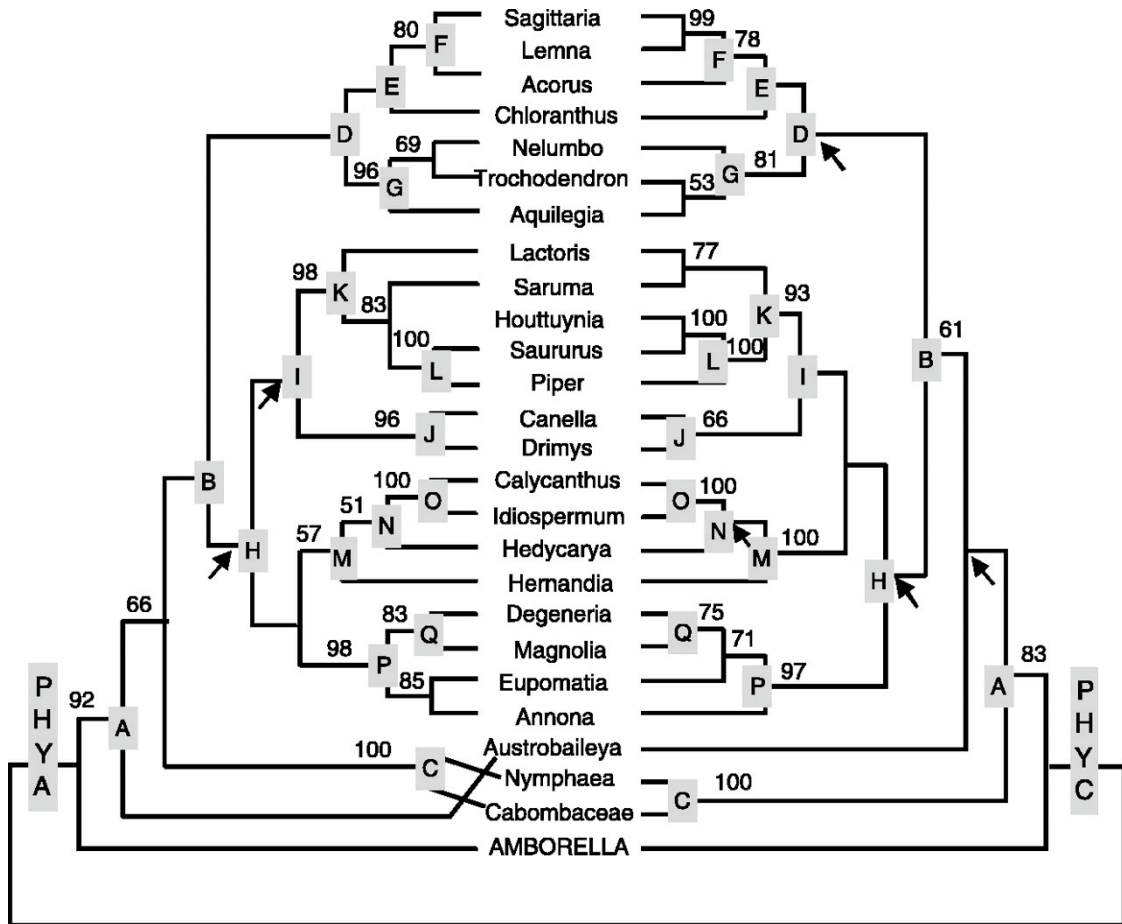 Sagittaria 99
80 F Lemna F 78
E Acorus E
Chloranthus
D D
69 Nelumbo
96 G Trochodendron 53 G 81
Aquilegia
Lactoris 77
98 K Saruma K 93
83 Houttuynia 100
100 L Saururus L 100
I Piper I B 61
96 J Canella J 66
Drimys
B 100 O Calycanthus O 100
51 N Idiospermum N
57 M Hedycarya M 100
H Hernandia H
83 Q Degeneria Q 75
66 98 P Magnolia 71
85 Eupomatia P 97
Annona A 83
PHYA 92 A Austrobaileya PHYC
100 C Nymphaea C 100
Cabombaceae
AMBORELLA